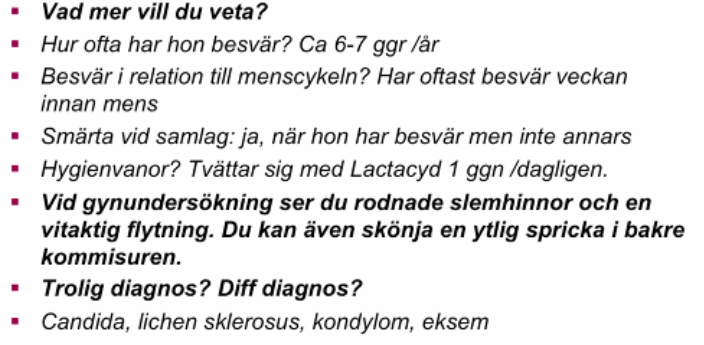 ▪ Vad mer vill du veta?
▪ Hur ofta har hon besvär? Ca 6-7 ggr /år
▪ Besvär i relation till menscykeln? Har oftast besvär veckan
innan mens
▪ Smärta vid samlag: ja, när hon har besvär men inte annars
▪ Hygienvanor? Tvättar sig med Lactacyd 1 ggn /dagligen.
▪ Vid gynundersökning ser du rodnade slemhinnor och en
vitaktig flytning. Du kan även skönja en ytlig spricka i bakre
kommisuren.
▪ Trolig diagnos? Diff diagnos?
▪ Candida, lichen sklerosus, kondylom, eksem